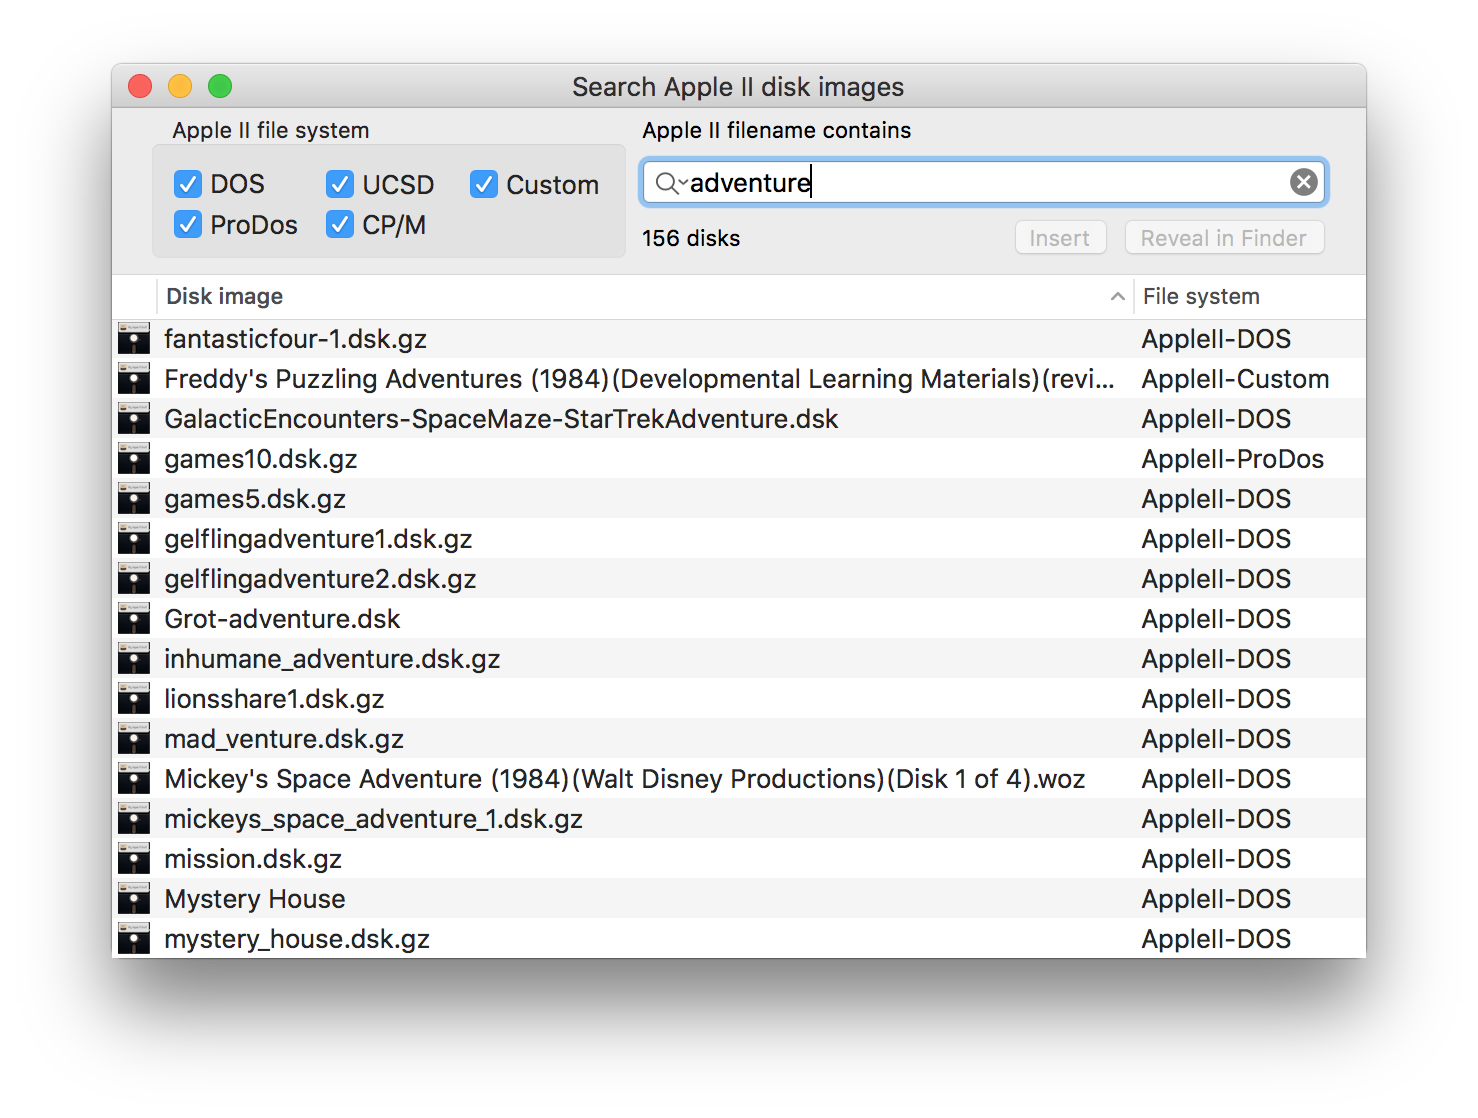 Search Apple II disk images
Apple II file system
Apple II filename contains
DOS UCSD Custom
adventure
ProDos CP/M
156 disks Insert Reveal in Finder
Disk image File system
fantasticfour-1.dsk.gz AppleII-DOS
Freddy's Puzzling Adventures (1984)(Developmental Learning Materials)(revi... AppleII-Custom
GalacticEncounters-SpaceMaze-StarTrekAdventure.dsk AppleII-DOS
games10.dsk.gz AppleII-ProDos
games5.dsk.gz AppleII-DOS
gelflingadventure1.dsk.gz AppleII-DOS
gelflingadventure2.dsk.gz AppleII-DOS
Grot-adventure.dsk AppleII-DOS
inhumane_adventure.dsk.gz AppleII-DOS
lionsshare1.dsk.gz AppleII-DOS
mad_venture.dsk.gz AppleII-DOS
Mickey's Space Adventure (1984)(Walt Disney Productions)(Disk 1 of 4).woz AppleII-DOS
mickeys_space_adventure_1.dsk.gz AppleII-DOS
mission.dsk.gz AppleII-DOS
Mystery House AppleII-DOS
mystery_house.dsk.gz AppleII-DOS